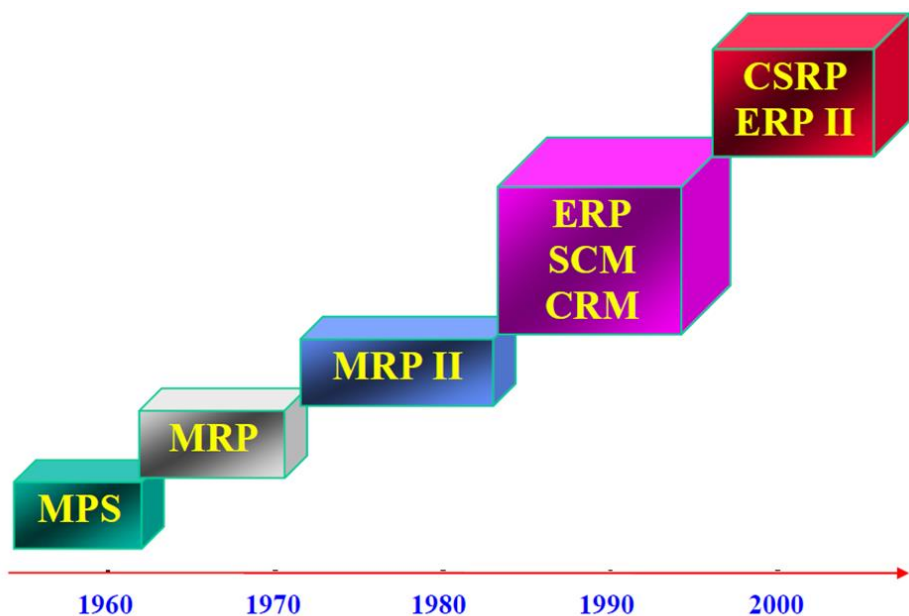 CSRP
ERP II
ERP
SCM
CRM
MRP II
MRP
MPS
1960 1970 1980 1990 2000